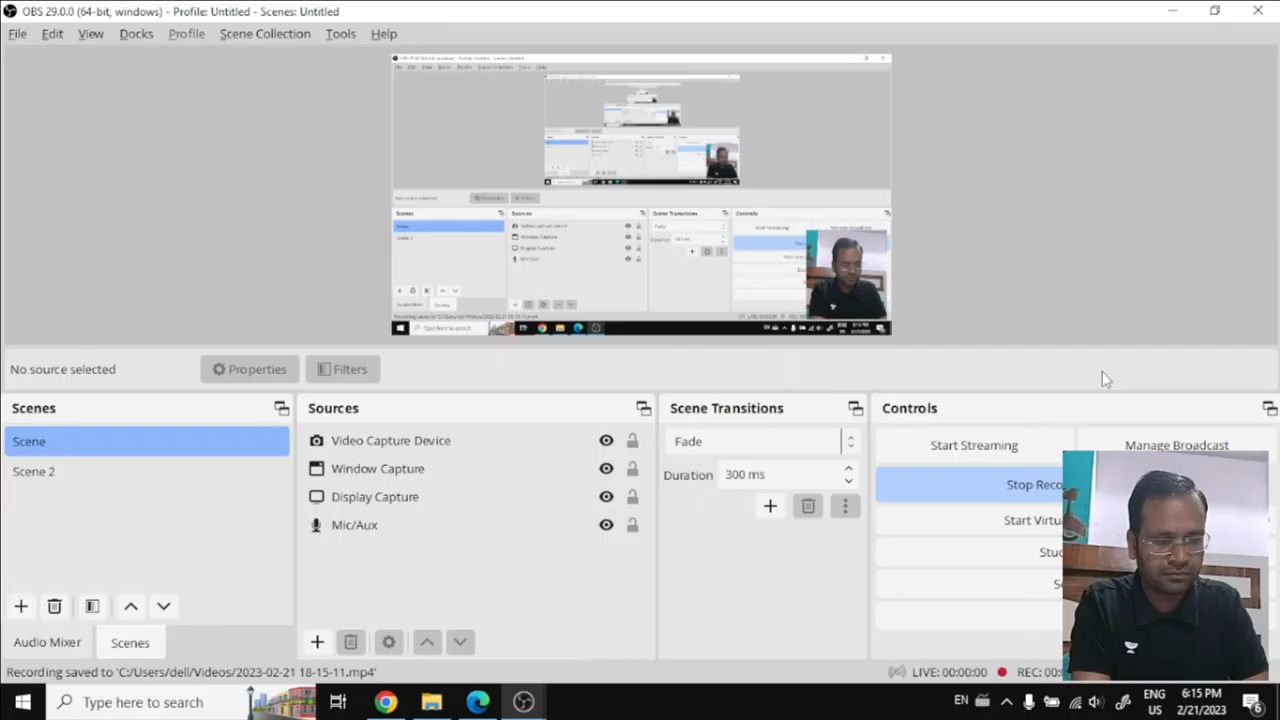 OBS 29.0.0 (64-bit, windows) - Profile: Untitled - Scenes: Untitled
File Edit View Docks Profile Scene Collection Tools Help
No source selected Properties Filters
Scenes
Scene
Scene 2
Audio Mixer Scenes
Sources
Video Capture Device
Window Capture
Display Capture
Mic/Aux
Scene Transitions
Fade
Duration 300 ms
Controls
Start Streaming Manage Broadcast
Stop Reco
Start Virtu
Stu
S
Recording saved to 'C:/Users/dell/Videos/2023-02-21 18-15-11.mp4'
LIVE: 00:00:00 REC: 00:
Type here to search
EN
ENG
US
6:15 PM
2/21/2023
6